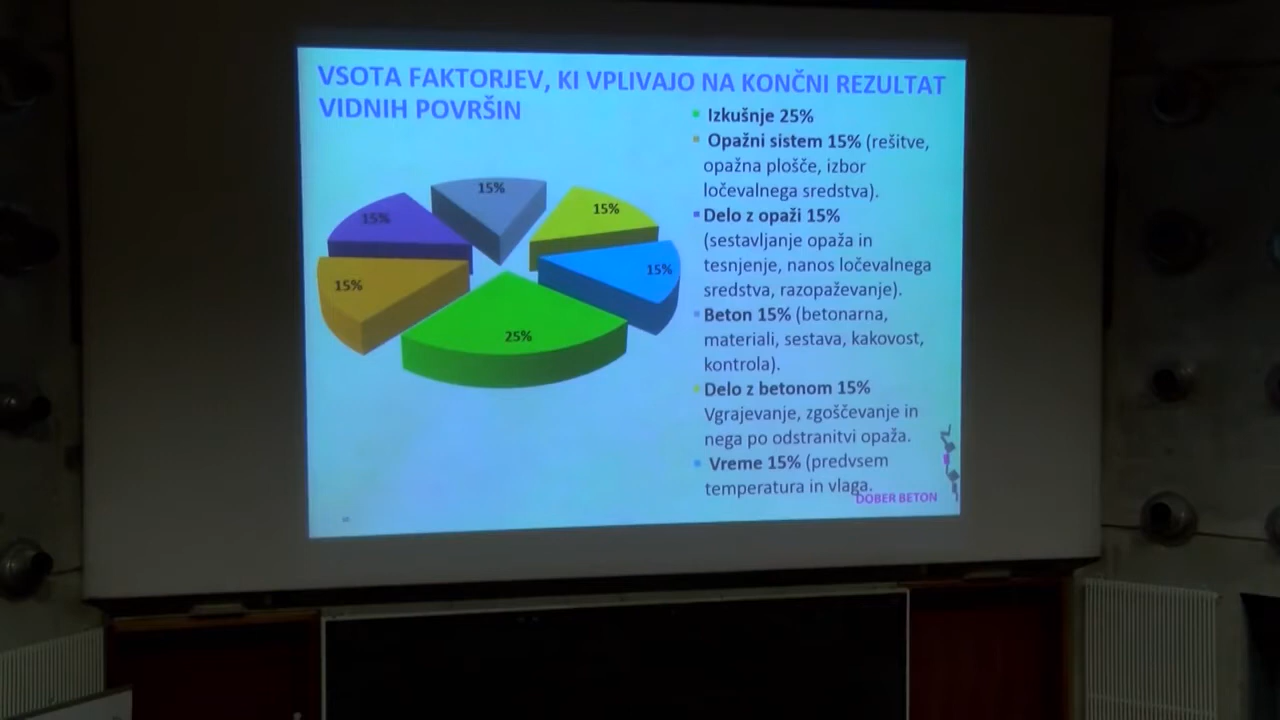 VSOTA FAKTORJEV, KI VPLIVAJO NA KONČNI REZULTAT
VIDNIH POVRŠIN
15%
15%
15%
15%
15%
25%
Izkušnje 25%
Opažni sistem 15% (rešitve,
opažna plošče, izbor
ločevalnega sredstva).
Delo z opaži 15%
(sestavljanje opaža in
tesnjenje, nanos ločevalnega
sredstva, razopaževanje).
Beton 15% (betonarna,
materiali, sestava, kakovost,
kontrola).
Delo z betonom 15%
Vgrajevanje, zgoščevanje in
nega po odstranitvi opaža.
Vreme 15% (predvsem
temperatura in vlaga.
DOBER BETON